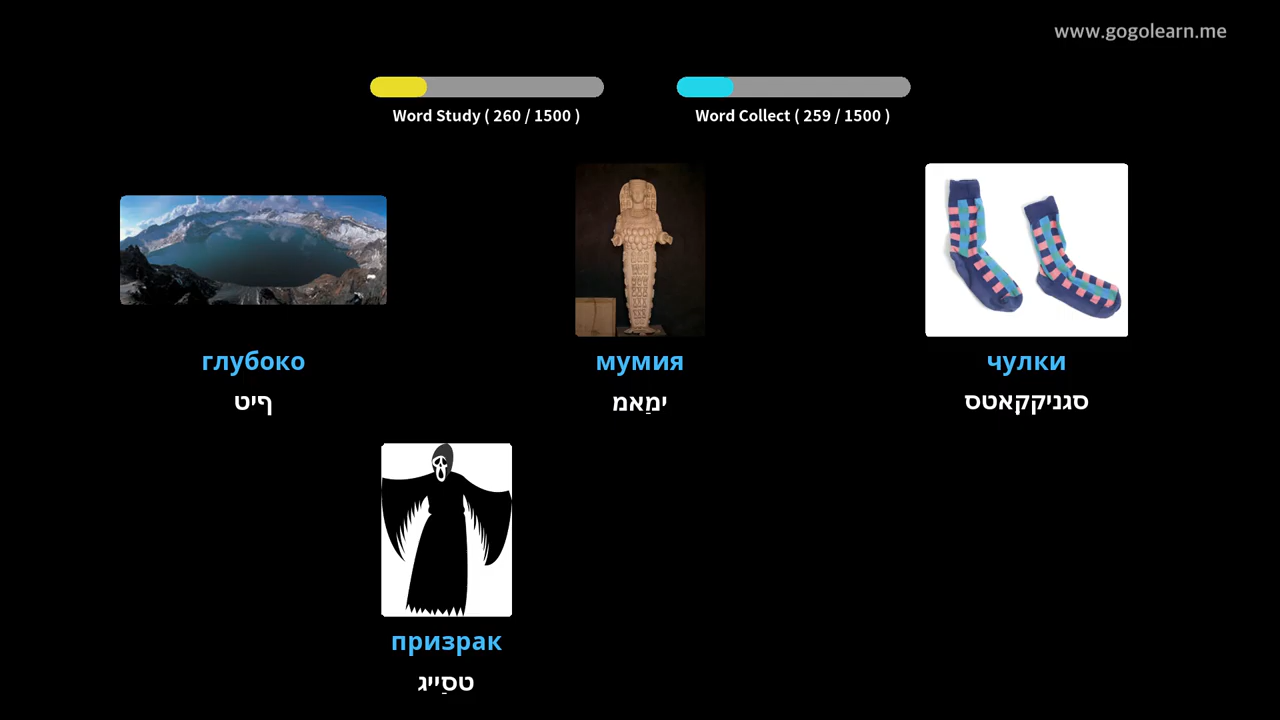 www.gogolearn.me
Word Study ( 260 / 1500 )
Word Collect ( 259 / 1500 )
глубоко
ףיט
мумия
ימַאמ
чулки
סגניקקאטס
призрак
טסַייג